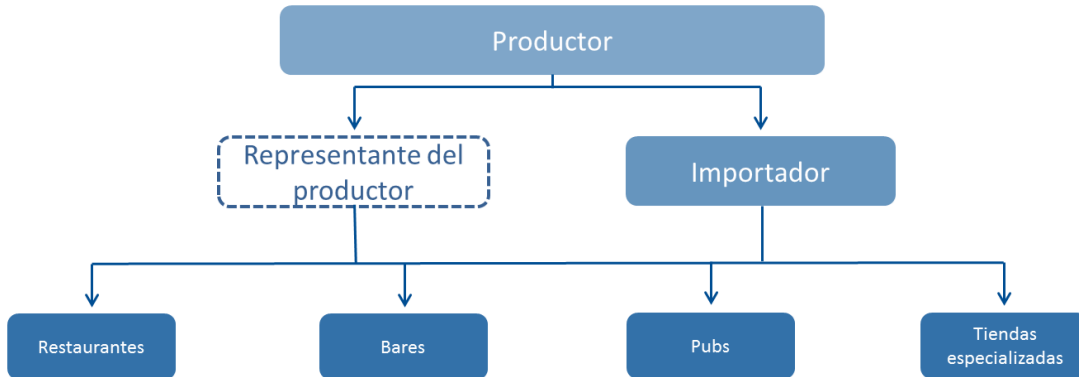 Productor
Representante del
productor
Importador
Restaurantes
Bares
Pubs
Tiendas
especializadas